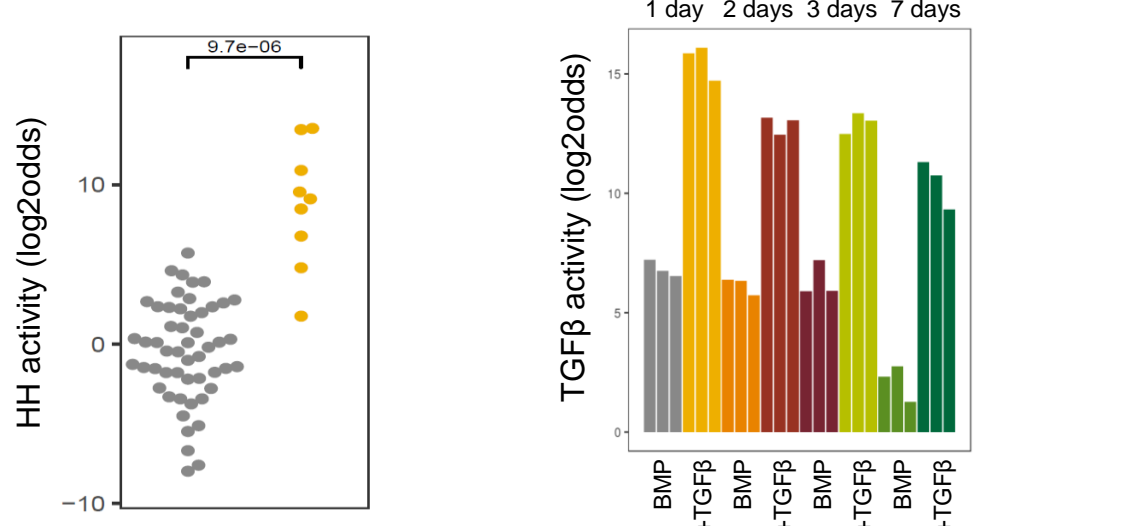 HH activity (log2odds)
10
0
−10
9.7e−06
TGFβ activity (log2odds)
1 day 2 days 3 days 7 days
15
10
5
0
BMP
+TGFβ
BMP
+TGFβ
BMP
+TGFβ
BMP
+TGFβ